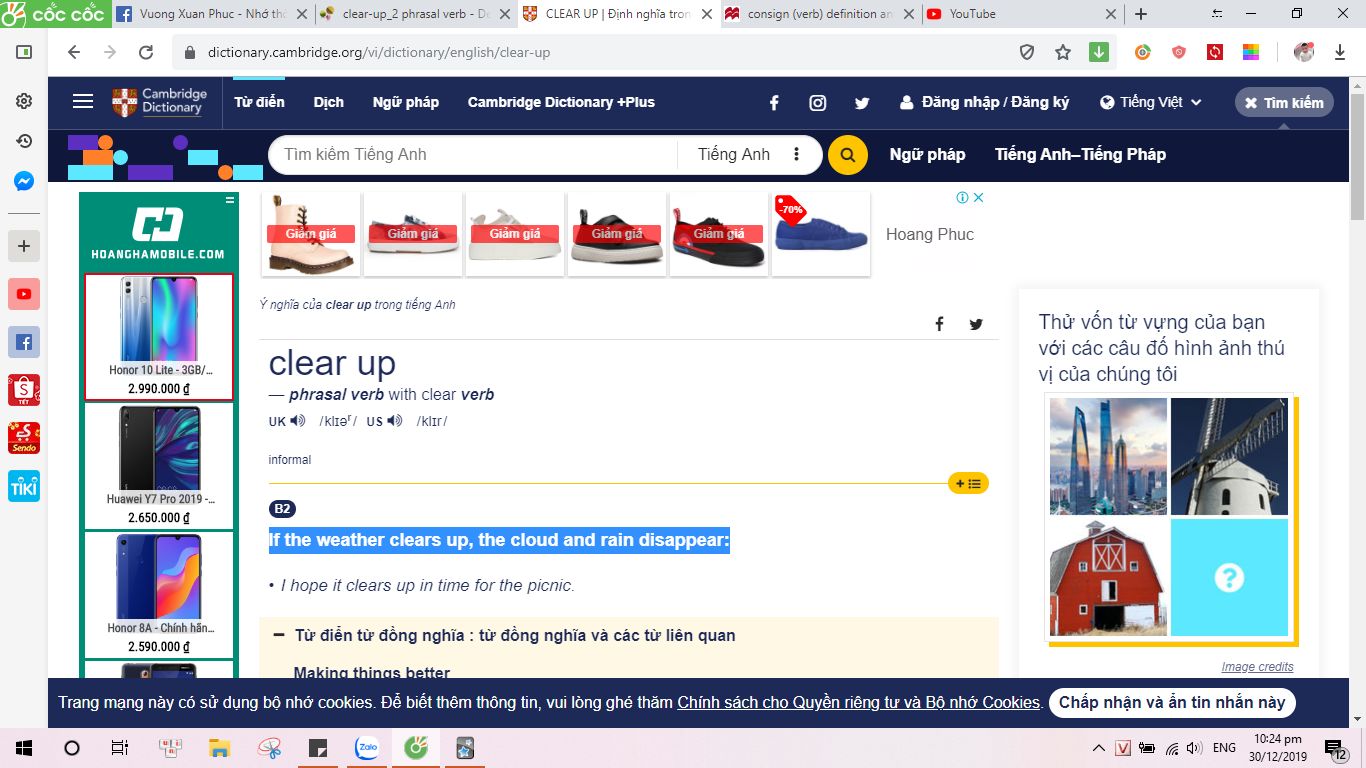 CỐC CỐC
Vuong Xuan Phuc - Nhớ thô
clear-up_2 phrasal verb - De
CLEAR UP | Định nghĩa tron
consign (verb) definition an
YouTube
dictionary.cambridge.org/vi/dictionary/english/clear-up
Cambridge
Dictionary
Từ điển
Dịch
Ngữ pháp
Cambridge Dictionary +Plus
Đăng nhập / Đăng ký
Tiếng Việt
Tìm kiếm
Tìm kiếm Tiếng Anh
Tiếng Anh
Ngữ pháp
Tiếng Anh–Tiếng Pháp
HOANGHAMOBILE.COM
Honor 10 Lite - 3GB/...
2.990.000 ₫
Huawei Y7 Pro 2019 -...
2.650.000 ₫
Honor 8A - Chính hãn...
2.590.000 ₫
Giảm giá
Giảm giá
Giảm giá
Giảm giá
Giảm giá
-70%
Hoang Phuc
Ý nghĩa của clear up trong tiếng Anh
clear up
— phrasal verb with clear verb
UK /klɪəʳ/ US /klɪr/
informal
B2
If the weather clears up, the cloud and rain disappear:
• I hope it clears up in time for the picnic.
Từ điển từ đồng nghĩa : từ đồng nghĩa và các từ liên quan
Making things better
Thử vốn từ vựng của bạn
với các câu đố hình ảnh thú
vị của chúng tôi
?
Image credits
Trang mạng này có sử dụng bộ nhớ cookies. Để biết thêm thông tin, vui lòng ghé thăm Chính sách cho Quyền riêng tư và Bộ nhớ Cookies.
Chấp nhận và ẩn tin nhắn này
TẾT
Sendo
TIKI
Zalo
V
ENG
10:24 pm
30/12/2019
12